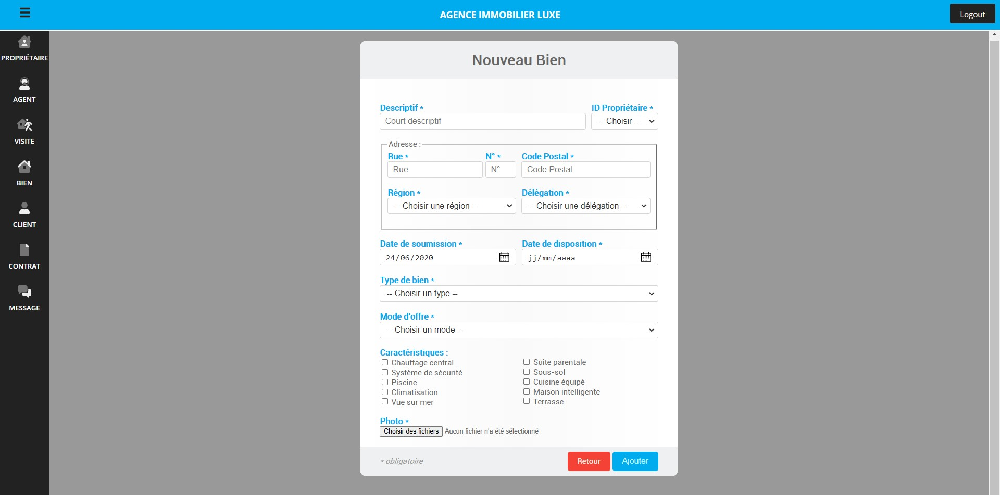 AGENCE IMMOBILIER LUXE
Logout
PROPRIÉTAIRE
AGENT
VISITE
BIEN
CLIENT
CONTRAT
MESSAGE
Nouveau Bien
Descriptif * ID Propriétaire *
Court descriptif -- Choisir --
Adresse :
Rue * N° * Code Postal *
Rue N° Code Postal
Région * Délégation *
-- Choisir une région -- -- Choisir une délégation --
Date de soumission * Date de disposition *
24/06/2020 jj/mm/aaaa
Type de bien *
-- Choisir un type --
Mode d'offre *
-- Choisir un mode --
Caractéristiques :
Chauffage central Suite parentale
Système de sécurité Sous-sol
Piscine Cuisine équipé
Climatisation Maison intelligente
Vue sur mer Terrasse
Photo *
Choisir des fichiers Aucun fichier n'a été sélectionné
* obligatoire Retour Ajouter